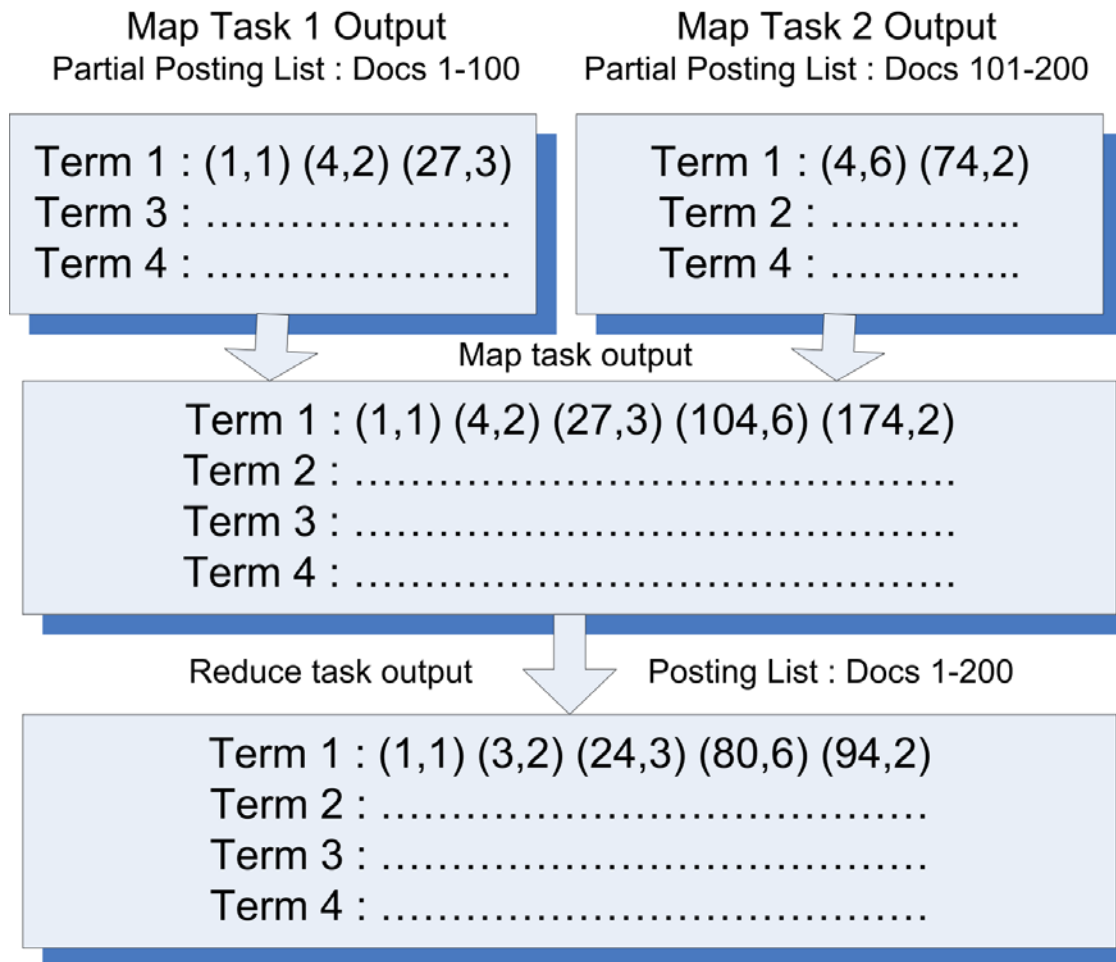 Map Task 1 Output
Partial Posting List : Docs 1-100
Map Task 2 Output
Partial Posting List : Docs 101-200
Term 1 : (1,1) (4,2) (27,3)
Term 3 : ......................
Term 4 : ......................
Term 1 : (4,6) (74,2)
Term 2 : ..............
Term 4 : ..............
Map task output
Term 1 : (1,1) (4,2) (27,3) (104,6) (174,2)
Term 2 : ............................................
Term 3 : ............................................
Term 4 : ............................................
Reduce task output
Posting List : Docs 1-200
Term 1 : (1,1) (3,2) (24,3) (80,6) (94,2)
Term 2 : ........................................
Term 3 : ........................................
Term 4 : ........................................